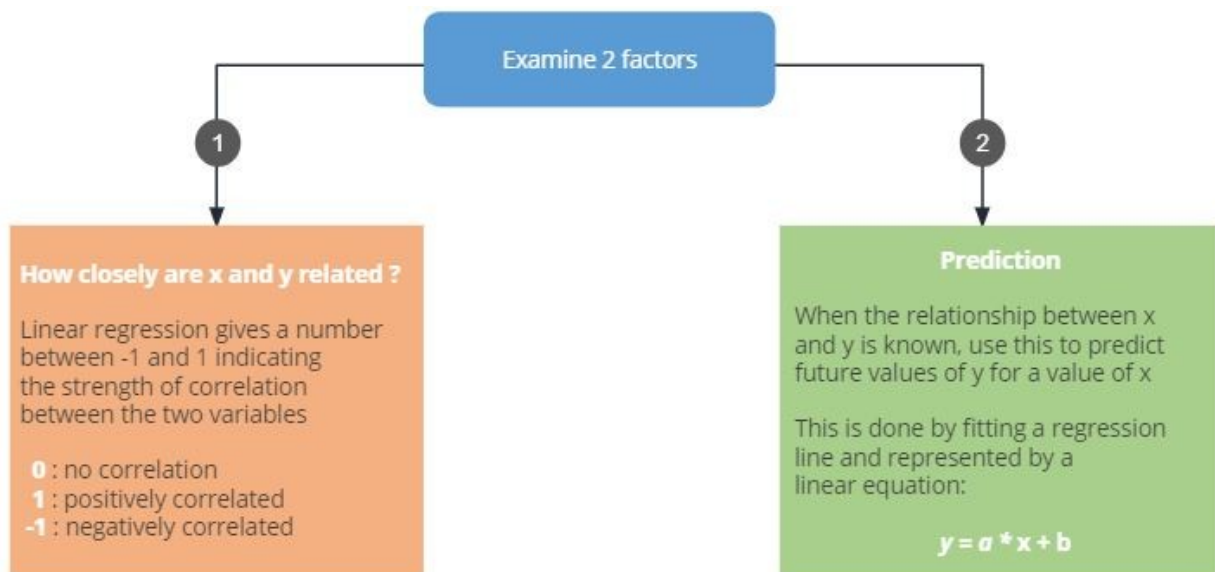 Examine 2 factors
1
2
How closely are x and y related ?
Linear regression gives a number
between -1 and 1 indicating
the strength of correlation
between the two variables
0 : no correlation
1 : positively correlated
-1 : negatively correlated
Prediction
When the relationship between x
and y is known, use this to predict
future values of y for a value of x
This is done by fitting a regression
line and represented by a
linear equation:
y = a * x + b